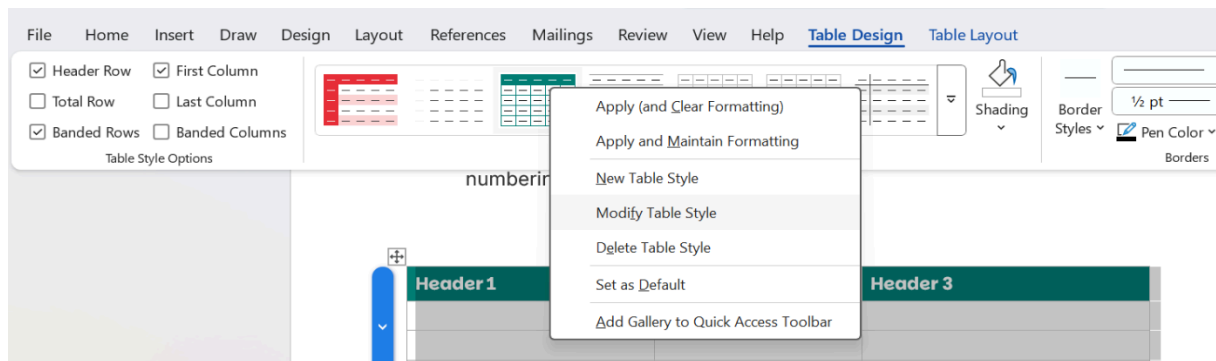 File Home Insert Draw Design Layout References Mailings Review View Help Table Design Table Layout
Header Row First Column
Total Row Last Column
Banded Rows Banded Columns
Table Style Options
Shading
Border Styles
½ pt
Pen Color
Borders
Apply (and Clear Formatting)
Apply and Maintain Formatting
New Table Style
Modify Table Style
Delete Table Style
Set as Default
Add Gallery to Quick Access Toolbar
numberin
Header 1 Header 3